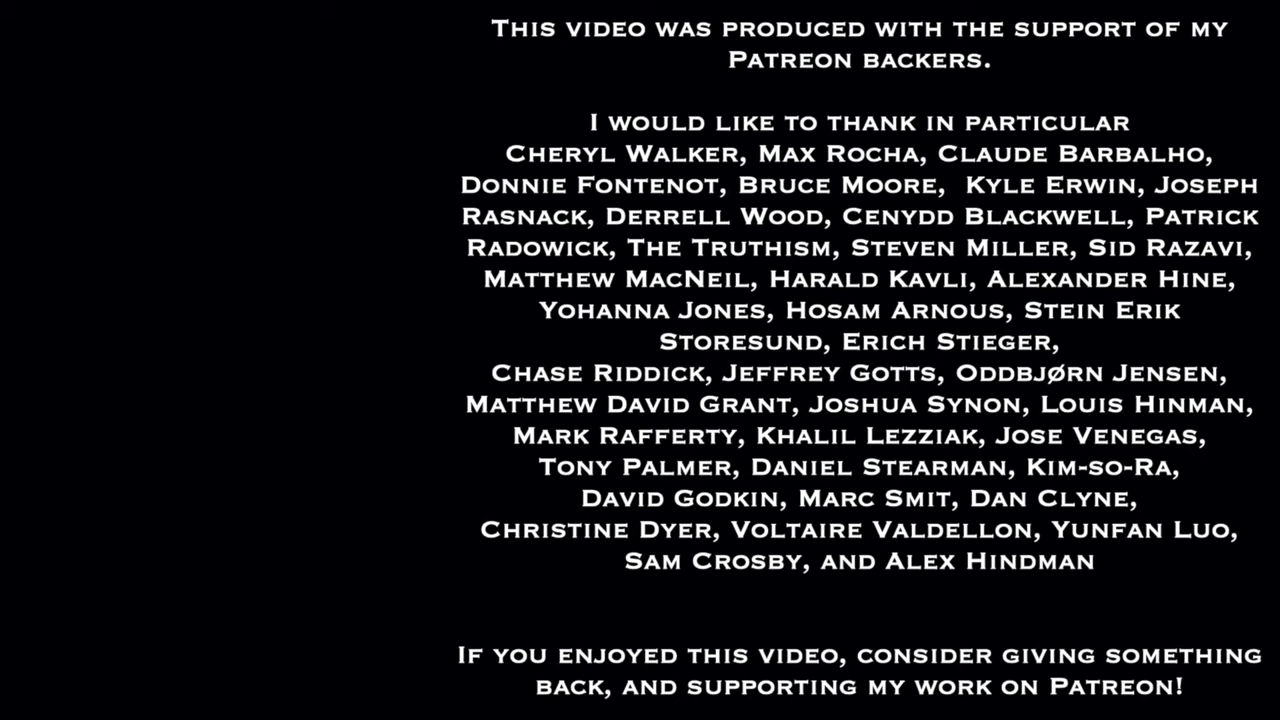 This video was produced with the support of my
Patreon backers.
I would like to thank in particular
Cheryl Walker, Max Rocha, Claude Barbalho,
Donnie Fontenot, Bruce Moore, Kyle Erwin, Joseph
Rasnack, Derrell Wood, Cenydd Blackwell, Patrick
Radowick, The Truthism, Steven Miller, Sid Razavi,
Matthew MacNeil, Harald Kavli, Alexander Hine,
Yohanna Jones, Hosam Arnous, Stein Erik
Storesund, Erich Stieger,
Chase Riddick, Jeffrey Gotts, Oddbjørn Jensen,
Matthew David Grant, Joshua Synon, Louis Hinman,
Mark Rafferty, Khalil Lezziak, Jose Venegas,
Tony Palmer, Daniel Stearman, Kim-so-Ra,
David Godkin, Marc Smit, Dan Clyne,
Christine Dyer, Voltaire Valdellon, Yunfan Luo,
Sam Crosby, and Alex Hindman
If you enjoyed this video, consider giving something
back, and supporting my work on Patreon!